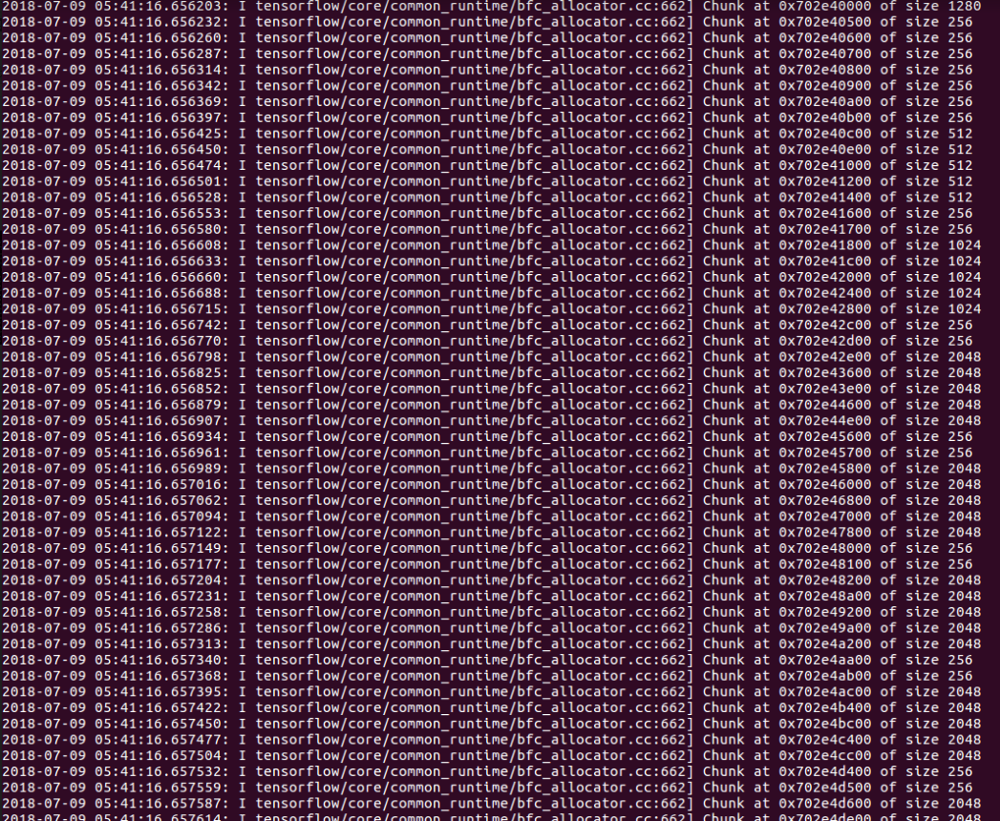 2018-07-09 05:41:16.656203: I tensorflow/core/common_runtime/bfc_allocator.cc:662] Chunk at 0x702e40000 of size 1280
2018-07-09 05:41:16.656232: I tensorflow/core/common_runtime/bfc_allocator.cc:662] Chunk at 0x702e40500 of size 256
2018-07-09 05:41:16.656260: I tensorflow/core/common_runtime/bfc_allocator.cc:662] Chunk at 0x702e40600 of size 256
2018-07-09 05:41:16.656287: I tensorflow/core/common_runtime/bfc_allocator.cc:662] Chunk at 0x702e40700 of size 256
2018-07-09 05:41:16.656314: I tensorflow/core/common_runtime/bfc_allocator.cc:662] Chunk at 0x702e40800 of size 256
2018-07-09 05:41:16.656342: I tensorflow/core/common_runtime/bfc_allocator.cc:662] Chunk at 0x702e40900 of size 256
2018-07-09 05:41:16.656369: I tensorflow/core/common_runtime/bfc_allocator.cc:662] Chunk at 0x702e40a00 of size 256
2018-07-09 05:41:16.656397: I tensorflow/core/common_runtime/bfc_allocator.cc:662] Chunk at 0x702e40b00 of size 256
2018-07-09 05:41:16.656425: I tensorflow/core/common_runtime/bfc_allocator.cc:662] Chunk at 0x702e40c00 of size 512
2018-07-09 05:41:16.656450: I tensorflow/core/common_runtime/bfc_allocator.cc:662] Chunk at 0x702e40e00 of size 512
2018-07-09 05:41:16.656474: I tensorflow/core/common_runtime/bfc_allocator.cc:662] Chunk at 0x702e41000 of size 512
2018-07-09 05:41:16.656501: I tensorflow/core/common_runtime/bfc_allocator.cc:662] Chunk at 0x702e41200 of size 512
2018-07-09 05:41:16.656528: I tensorflow/core/common_runtime/bfc_allocator.cc:662] Chunk at 0x702e41400 of size 512
2018-07-09 05:41:16.656553: I tensorflow/core/common_runtime/bfc_allocator.cc:662] Chunk at 0x702e41600 of size 256
2018-07-09 05:41:16.656580: I tensorflow/core/common_runtime/bfc_allocator.cc:662] Chunk at 0x702e41700 of size 256
2018-07-09 05:41:16.656608: I tensorflow/core/common_runtime/bfc_allocator.cc:662] Chunk at 0x702e41800 of size 1024
2018-07-09 05:41:16.656633: I tensorflow/core/common_runtime/bfc_allocator.cc:662] Chunk at 0x702e41c00 of size 1024
2018-07-09 05:41:16.656660: I tensorflow/core/common_runtime/bfc_allocator.cc:662] Chunk at 0x702e42000 of size 1024
2018-07-09 05:41:16.656688: I tensorflow/core/common_runtime/bfc_allocator.cc:662] Chunk at 0x702e42400 of size 1024
2018-07-09 05:41:16.656715: I tensorflow/core/common_runtime/bfc_allocator.cc:662] Chunk at 0x702e42800 of size 1024
2018-07-09 05:41:16.656742: I tensorflow/core/common_runtime/bfc_allocator.cc:662] Chunk at 0x702e42c00 of size 256
2018-07-09 05:41:16.656770: I tensorflow/core/common_runtime/bfc_allocator.cc:662] Chunk at 0x702e42d00 of size 256
2018-07-09 05:41:16.656798: I tensorflow/core/common_runtime/bfc_allocator.cc:662] Chunk at 0x702e42e00 of size 2048
2018-07-09 05:41:16.656825: I tensorflow/core/common_runtime/bfc_allocator.cc:662] Chunk at 0x702e43600 of size 2048
2018-07-09 05:41:16.656852: I tensorflow/core/common_runtime/bfc_allocator.cc:662] Chunk at 0x702e43e00 of size 2048
2018-07-09 05:41:16.656879: I tensorflow/core/common_runtime/bfc_allocator.cc:662] Chunk at 0x702e44600 of size 2048
2018-07-09 05:41:16.656907: I tensorflow/core/common_runtime/bfc_allocator.cc:662] Chunk at 0x702e44e00 of size 2048
2018-07-09 05:41:16.656934: I tensorflow/core/common_runtime/bfc_allocator.cc:662] Chunk at 0x702e45600 of size 256
2018-07-09 05:41:16.656961: I tensorflow/core/common_runtime/bfc_allocator.cc:662] Chunk at 0x702e45700 of size 256
2018-07-09 05:41:16.656989: I tensorflow/core/common_runtime/bfc_allocator.cc:662] Chunk at 0x702e45800 of size 2048
2018-07-09 05:41:16.657016: I tensorflow/core/common_runtime/bfc_allocator.cc:662] Chunk at 0x702e46000 of size 2048
2018-07-09 05:41:16.657062: I tensorflow/core/common_runtime/bfc_allocator.cc:662] Chunk at 0x702e46800 of size 2048
2018-07-09 05:41:16.657094: I tensorflow/core/common_runtime/bfc_allocator.cc:662] Chunk at 0x702e47000 of size 2048
2018-07-09 05:41:16.657122: I tensorflow/core/common_runtime/bfc_allocator.cc:662] Chunk at 0x702e47800 of size 2048
2018-07-09 05:41:16.657149: I tensorflow/core/common_runtime/bfc_allocator.cc:662] Chunk at 0x702e48000 of size 256
2018-07-09 05:41:16.657177: I tensorflow/core/common_runtime/bfc_allocator.cc:662] Chunk at 0x702e48100 of size 256
2018-07-09 05:41:16.657204: I tensorflow/core/common_runtime/bfc_allocator.cc:662] Chunk at 0x702e48200 of size 2048
2018-07-09 05:41:16.657231: I tensorflow/core/common_runtime/bfc_allocator.cc:662] Chunk at 0x702e48a00 of size 2048
2018-07-09 05:41:16.657258: I tensorflow/core/common_runtime/bfc_allocator.cc:662] Chunk at 0x702e49200 of size 2048
2018-07-09 05:41:16.657286: I tensorflow/core/common_runtime/bfc_allocator.cc:662] Chunk at 0x702e49a00 of size 2048
2018-07-09 05:41:16.657313: I tensorflow/core/common_runtime/bfc_allocator.cc:662] Chunk at 0x702e4a200 of size 2048
2018-07-09 05:41:16.657340: I tensorflow/core/common_runtime/bfc_allocator.cc:662] Chunk at 0x702e4aa00 of size 256
2018-07-09 05:41:16.657368: I tensorflow/core/common_runtime/bfc_allocator.cc:662] Chunk at 0x702e4ab00 of size 256
2018-07-09 05:41:16.657395: I tensorflow/core/common_runtime/bfc_allocator.cc:662] Chunk at 0x702e4ac00 of size 2048
2018-07-09 05:41:16.657422: I tensorflow/core/common_runtime/bfc_allocator.cc:662] Chunk at 0x702e4b400 of size 2048
2018-07-09 05:41:16.657450: I tensorflow/core/common_runtime/bfc_allocator.cc:662] Chunk at 0x702e4bc00 of size 2048
2018-07-09 05:41:16.657477: I tensorflow/core/common_runtime/bfc_allocator.cc:662] Chunk at 0x702e4c400 of size 2048
2018-07-09 05:41:16.657504: I tensorflow/core/common_runtime/bfc_allocator.cc:662] Chunk at 0x702e4cc00 of size 2048
2018-07-09 05:41:16.657532: I tensorflow/core/common_runtime/bfc_allocator.cc:662] Chunk at 0x702e4d400 of size 256
2018-07-09 05:41:16.657559: I tensorflow/core/common_runtime/bfc_allocator.cc:662] Chunk at 0x702e4d500 of size 256
2018-07-09 05:41:16.657587: I tensorflow/core/common_runtime/bfc_allocator.cc:662] Chunk at 0x702e4d600 of size 2048
2018-07-09 05:41:16.657614: I tensorflow/core/common_runtime/bfc_allocator.cc:662] Chunk at 0x702e4de00 of size 2048